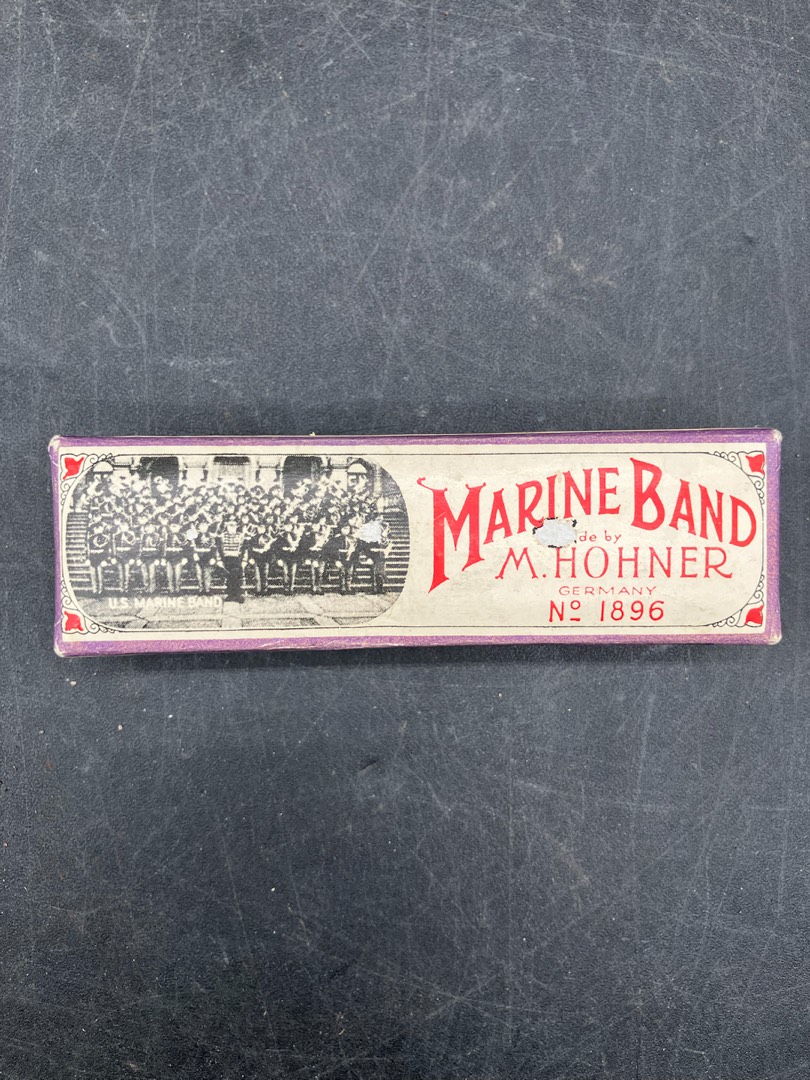 U.S. MARINE BAND
MARINE BAND
de by
M. HOHNER
GERMANY
Nº 1896